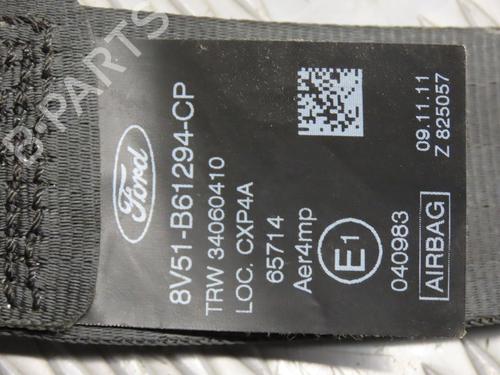 Ford
8V51-B61294-CP
TRW 34060410
LOC. CXP4A
65714
Aer4mp
E1
040983
AIRBAG
09.11.11
Z 825057
B-PARTS